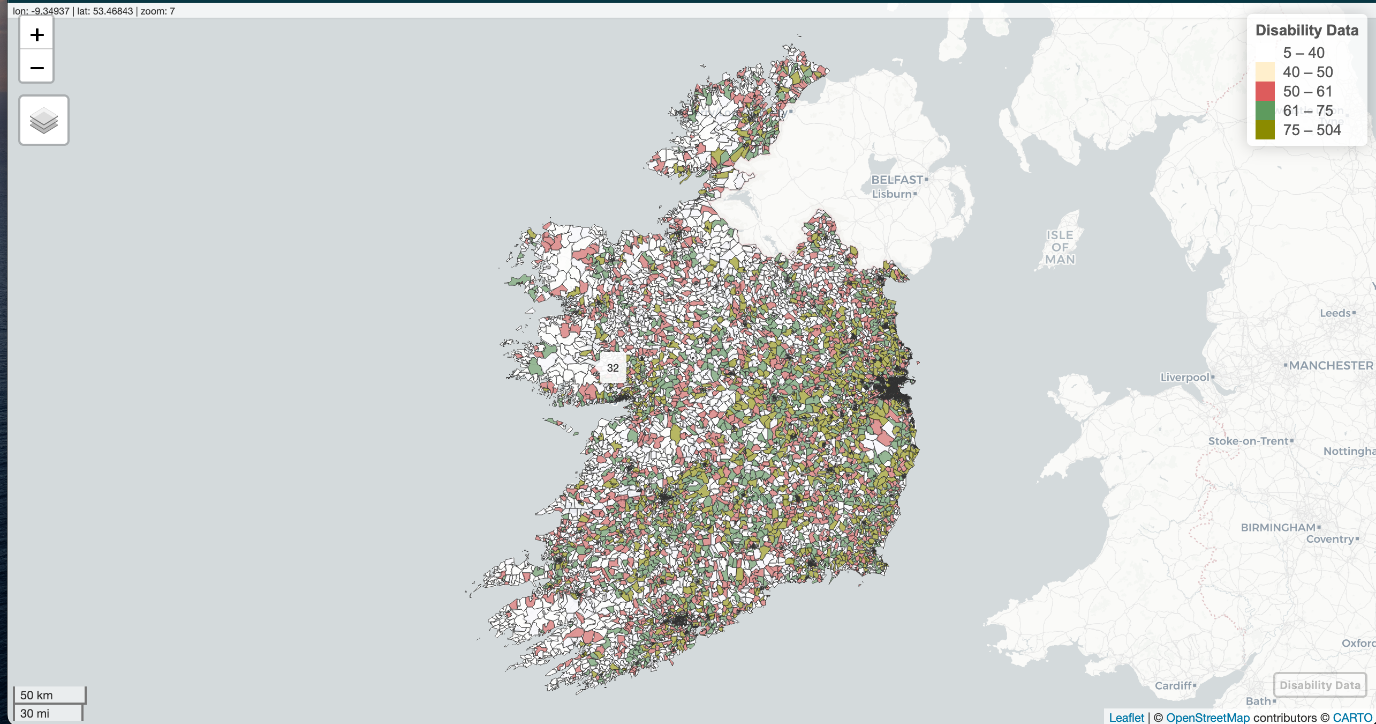 lon: -9.34937 | lat: 53.46843 | zoom: 7
+
−
Disability Data
5 – 40
40 – 50
50 – 61
61 – 75
75 – 504
BELFAST
Lisburn
ISLE
OF
MAN
Leeds
32
MANCHESTER
Liverpool
Stoke-on-Trent
Nottingha
BIRMINGHAM
Coventry
Oxford
Cardiff
Disability Data
Bath
50 km
30 mi
Leaflet | © OpenStreetMap contributors © CARTO